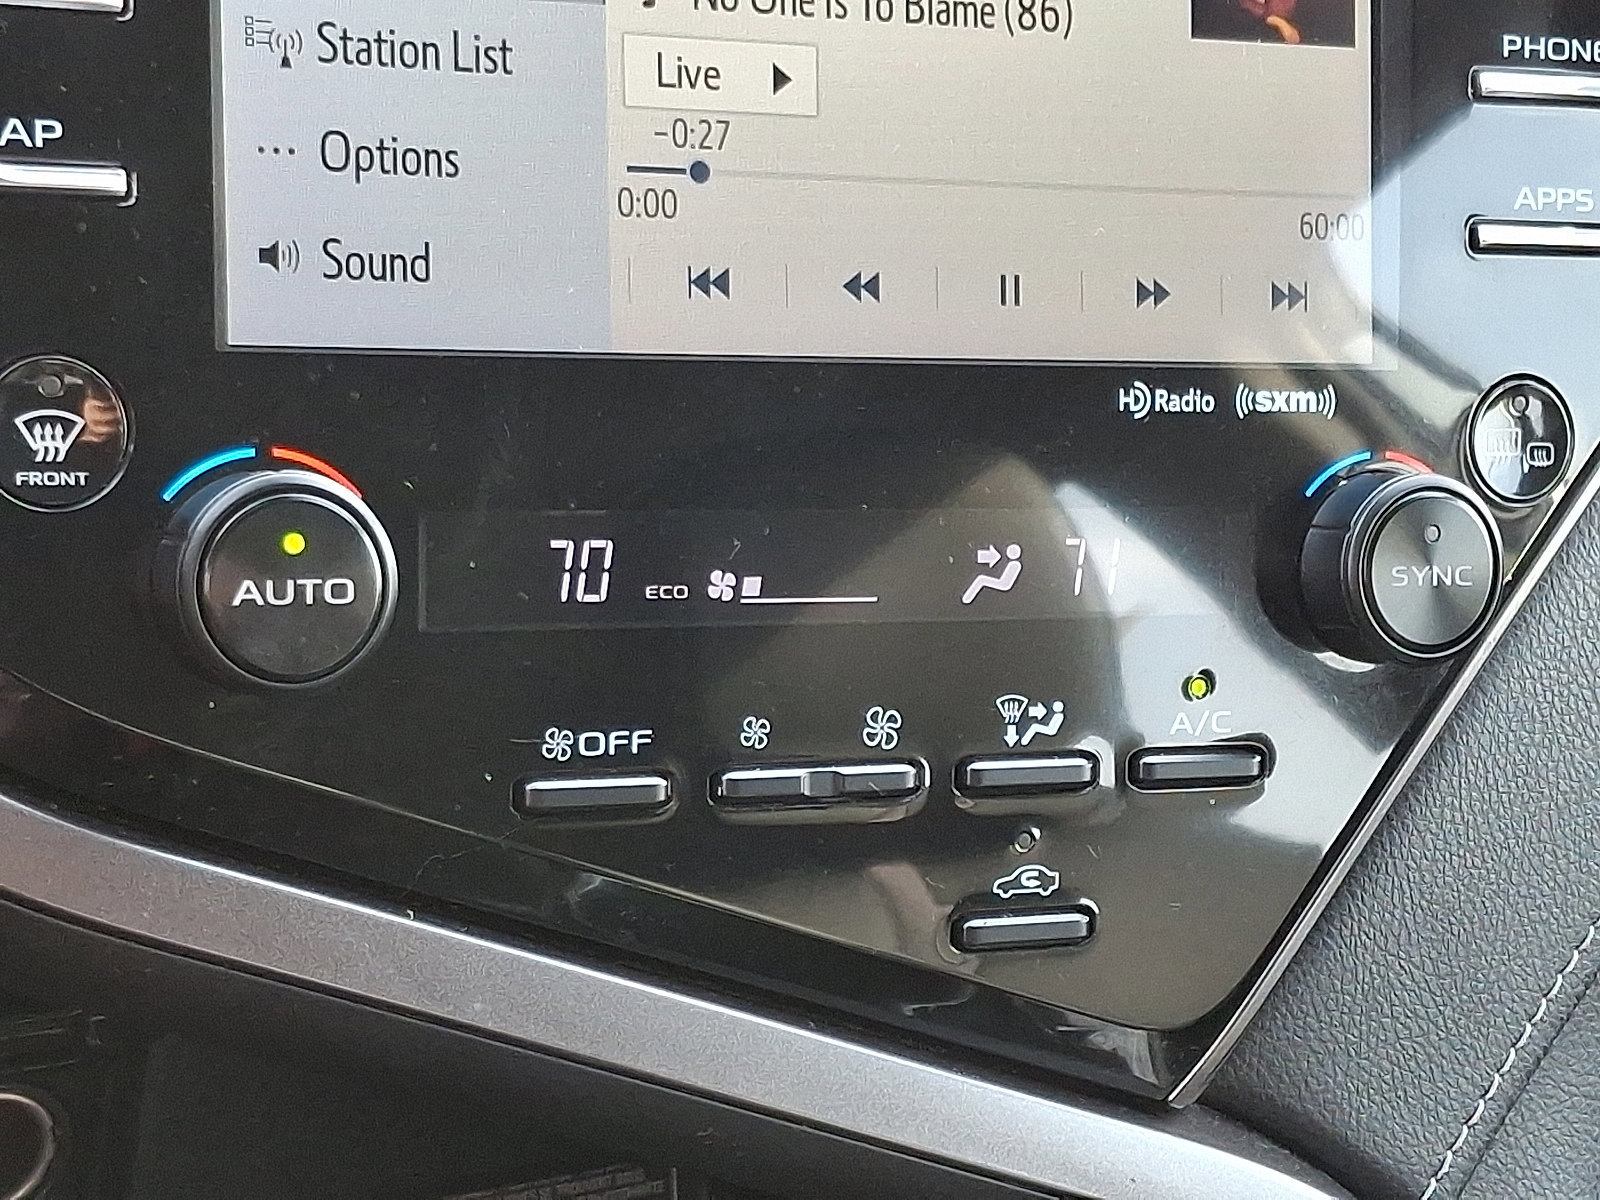 No One Is To Blame (86)
Station List
Live
PHONE
-0:27
AP
Options
0:00
60:00
APPS
Sound
HD Radio
((sxm))
FRONT
AUTO
70
ECO
71
SYNC
OFF
A/C